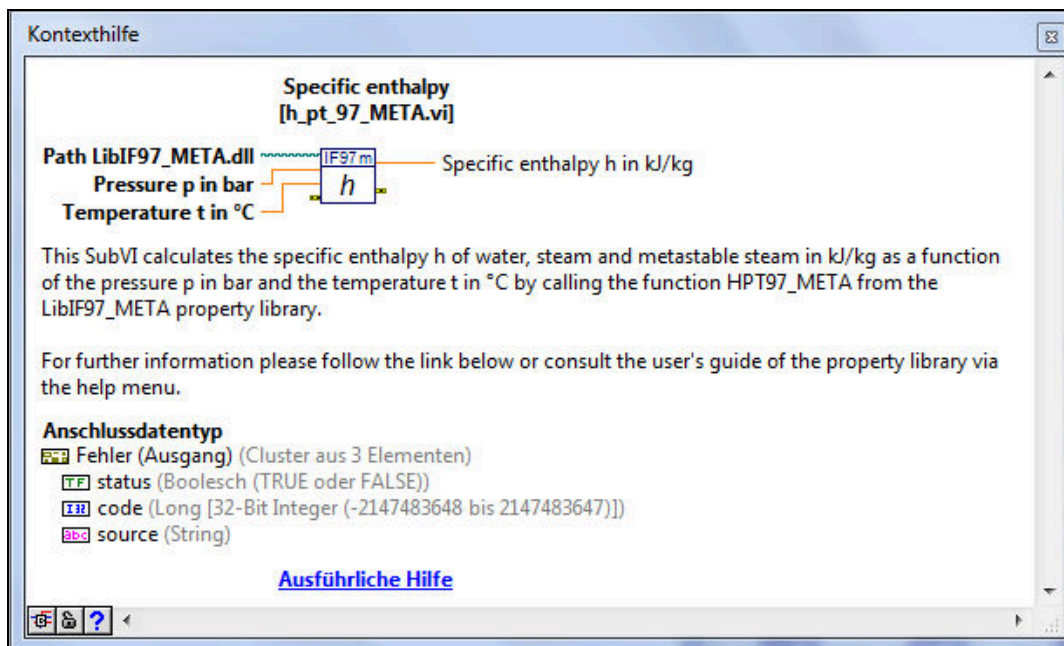 Kontexthilfe
Specific enthalpy
[h_pt_97_META.vi]
Path LibIF97_META.dll
IF97 m
Specific enthalpy h in kJ/kg
Pressure p in bar
h
Temperature t in °C
This SubVI calculates the specific enthalpy h of water, steam and metastable steam in kJ/kg as a function
of the pressure p in bar and the temperature t in °C by calling the function HPT97_META from the
LibIF97_META property library.
For further information please follow the link below or consult the user's guide of the property library via
the help menu.
Anschlussdatentyp
Fehler (Ausgang) (Cluster aus 3 Elementen)
TF status (Boolesch (TRUE oder FALSE))
I32 code (Long [32-Bit Integer (-2147483648 bis 2147483647)])
abc source (String)
Ausführliche Hilfe
?